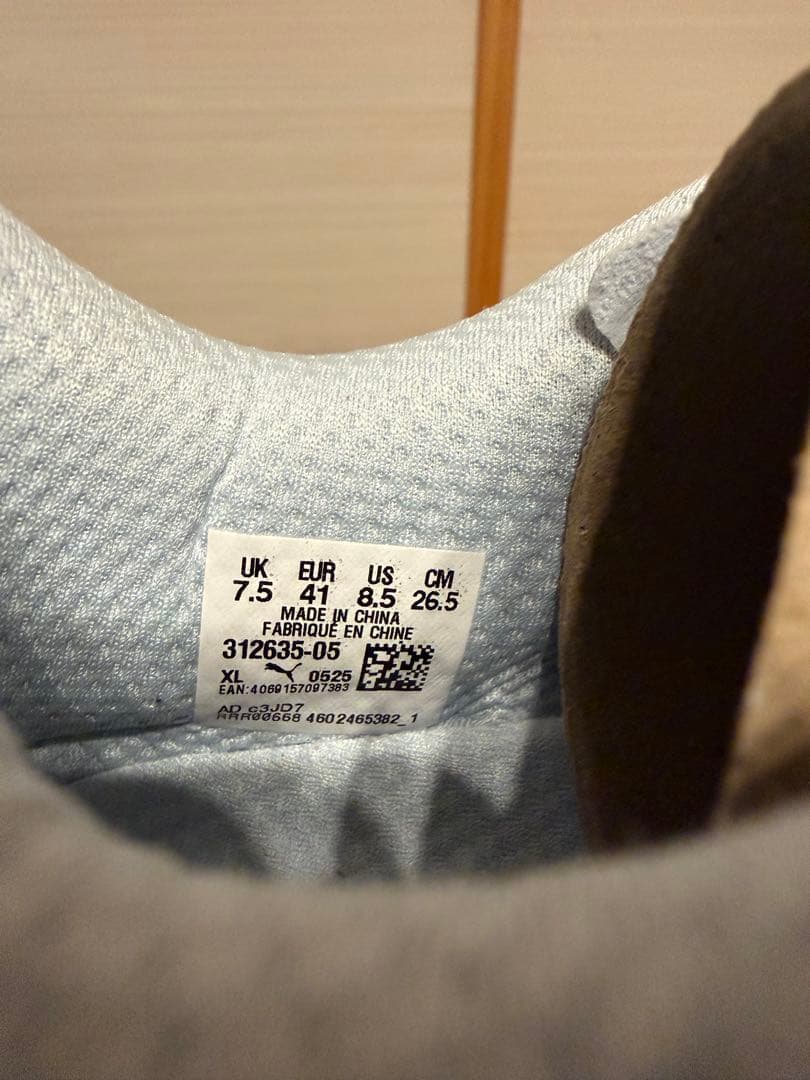 UK EUR US CM
7.5 41 8.5 26.5
MADE IN CHINA
FABRIQUÉ EN CHINE
312635-05
XL 0525
EAN:4069157097383
AD c3JD7
RRR00668 4602465382_1